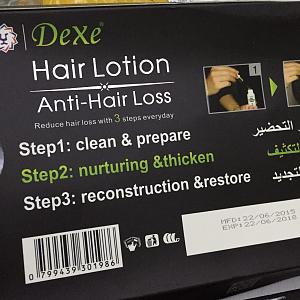 DeXe®
Hair Lotion
Anti-Hair Loss
Reduce hair loss with 3 steps everyday
1
Step1: clean & prepare
التحضير
Step2: nurturing &thicken
التكثيف
Step3: reconstruction &restore
التجديد
MFD:22/06/2015
EXP:22/06/2018
0 799439 301986